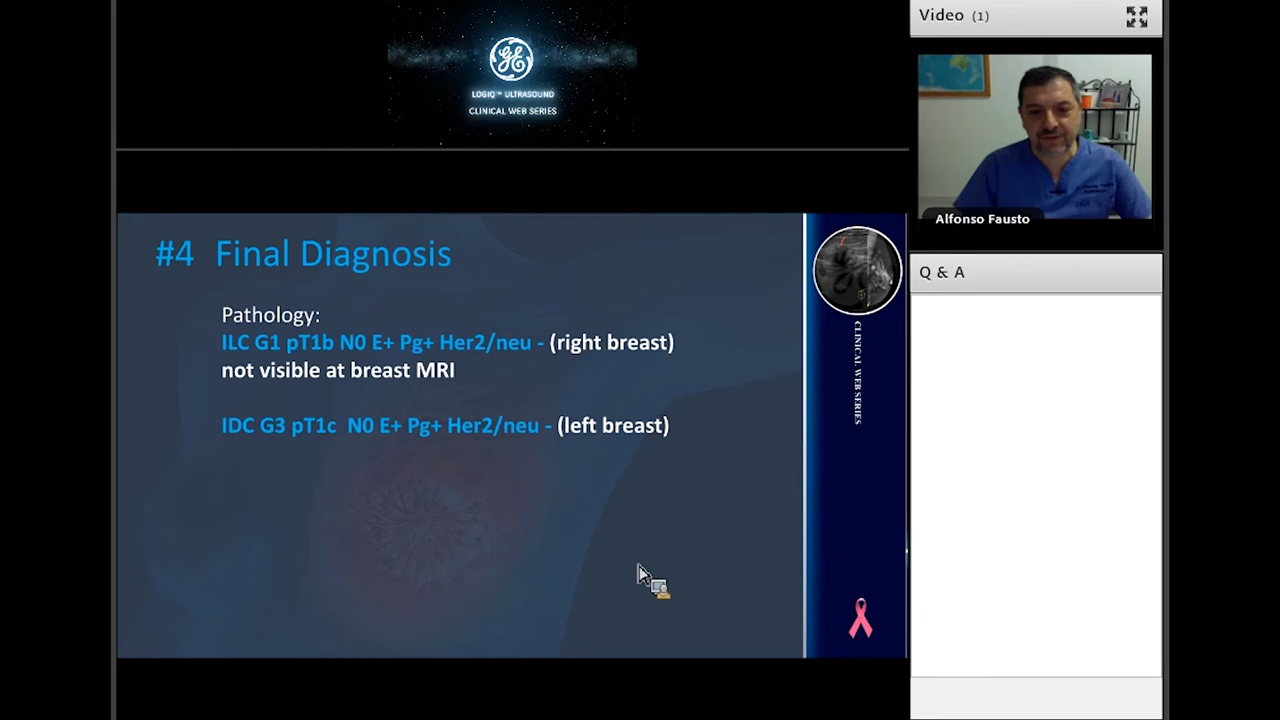 GE
LOGIQ™ ULTRASOUND
CLINICAL WEB SERIES
Video (1)
Alfonso Fausto
Q & A
#4 Final Diagnosis
Pathology:
ILC G1 pT1b N0 E+ Pg+ Her2/neu - (right breast)
not visible at breast MRI
IDC G3 pT1c N0 E+ Pg+ Her2/neu - (left breast)
CLINICAL WEB SERIES